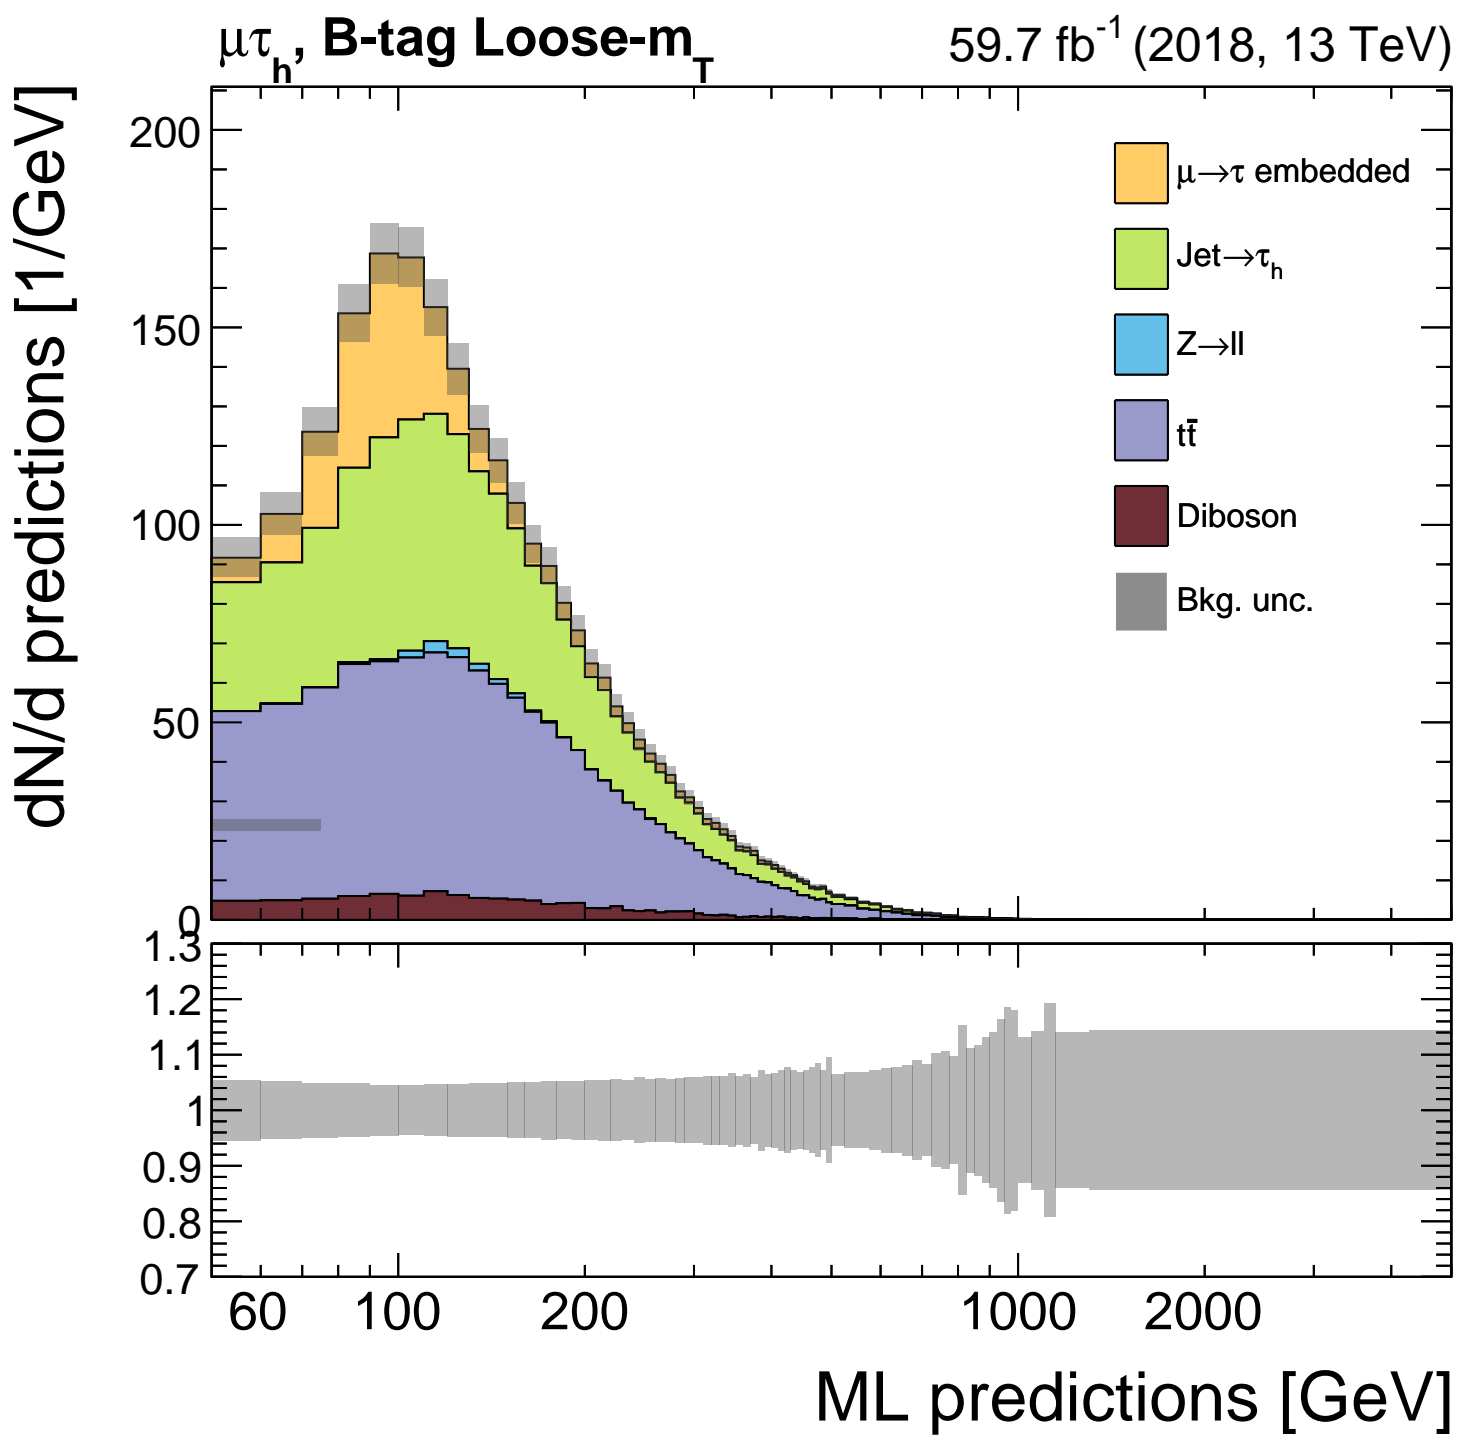 μτh, B-tag Loose-mT
59.7 fb-1 (2018, 13 TeV)
dN/d predictions [1/GeV]
200
150
100
50
0
μ→τ embedded
Jet→τh
Z→ll
tt̄
Diboson
Bkg. unc.
1.3
1.2
1.1
1
0.9
0.8
0.7
60 100 200 1000 2000
ML predictions [GeV]